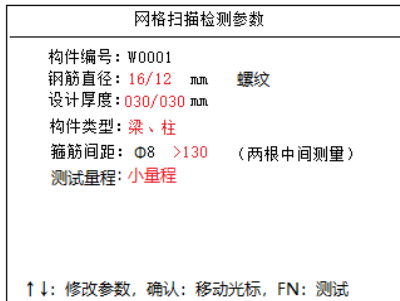 网格扫描检测参数
构件编号：W0001
钢筋直径：16/12 mm 螺纹
设计厚度：030/030 mm
构件类型：梁、柱
箍筋间距： Φ8 >130 （两根中间测量）
测试量程：小量程
↑↓：修改参数，确认：移动光标，FN：测试